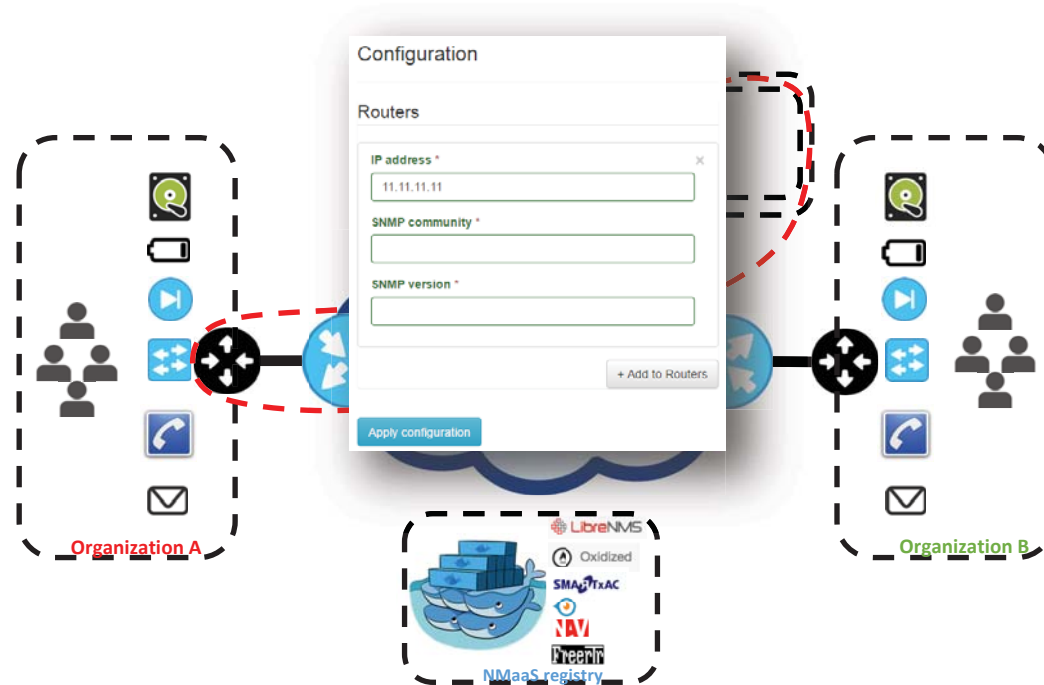 Configuration
Routers
IP address *
×
11.11.11.11
SNMP community *
SNMP version *
+ Add to Routers
Apply configuration
Organization A
Organization B
LibreNMS
Oxidized
SMARTxAC
NAV
Freertr
NMaaS registry